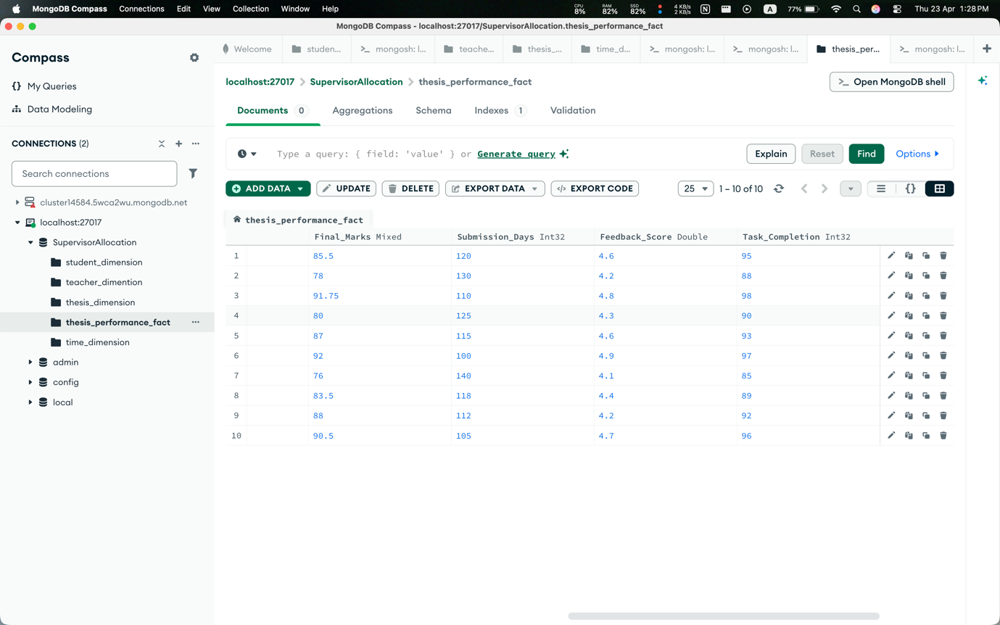 MongoDB Compass Connections Edit View Collection Window Help CPU 8% RAM 82% SSD 82% 4 KB/s 2 KB/s N A 77% Thu 23 Apr 1:28 PM
MongoDB Compass - localhost:27017/SupervisorAllocation.thesis_performance_fact
Compass
My Queries
Data Modeling
CONNECTIONS (2)
Search connections
cluster14584.5wca2wu.mongodb.net
localhost:27017
SupervisorAllocation
student_dimension
teacher_dimention
thesis_dimension
thesis_performance_fact
time_dimension
admin
config
local
Welcome studen... mongosh: l... teache... thesis_... time_d... mongosh: l... mongosh: l... thesis_per... mongosh: l...
localhost:27017 SupervisorAllocation thesis_performance_fact Open MongoDB shell
Documents 0 Aggregations Schema Indexes 1 Validation
Type a query: { field: 'value' } or Generate query Explain Reset Find Options
ADD DATA UPDATE DELETE EXPORT DATA EXPORT CODE 25 1 – 10 of 10
thesis_performance_fact
Final_Marks Mixed Submission_Days Int32 Feedback_Score Double Task_Completion Int32
1 85.5 120 4.6 95
2 78 130 4.2 88
3 91.75 110 4.8 98
4 80 125 4.3 90
5 87 115 4.6 93
6 92 100 4.9 97
7 76 140 4.1 85
8 83.5 118 4.4 89
9 88 112 4.2 92
10 90.5 105 4.7 96